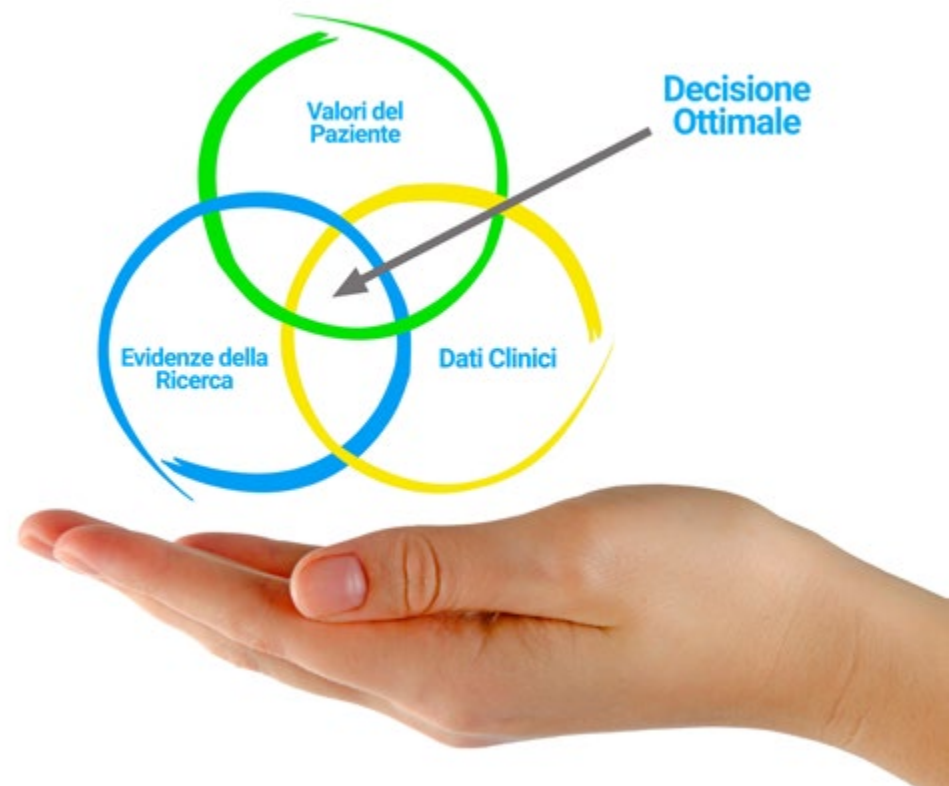 Valori del
Paziente
Decisione
Ottimale
Evidenze della
Ricerca
Dati Clinici